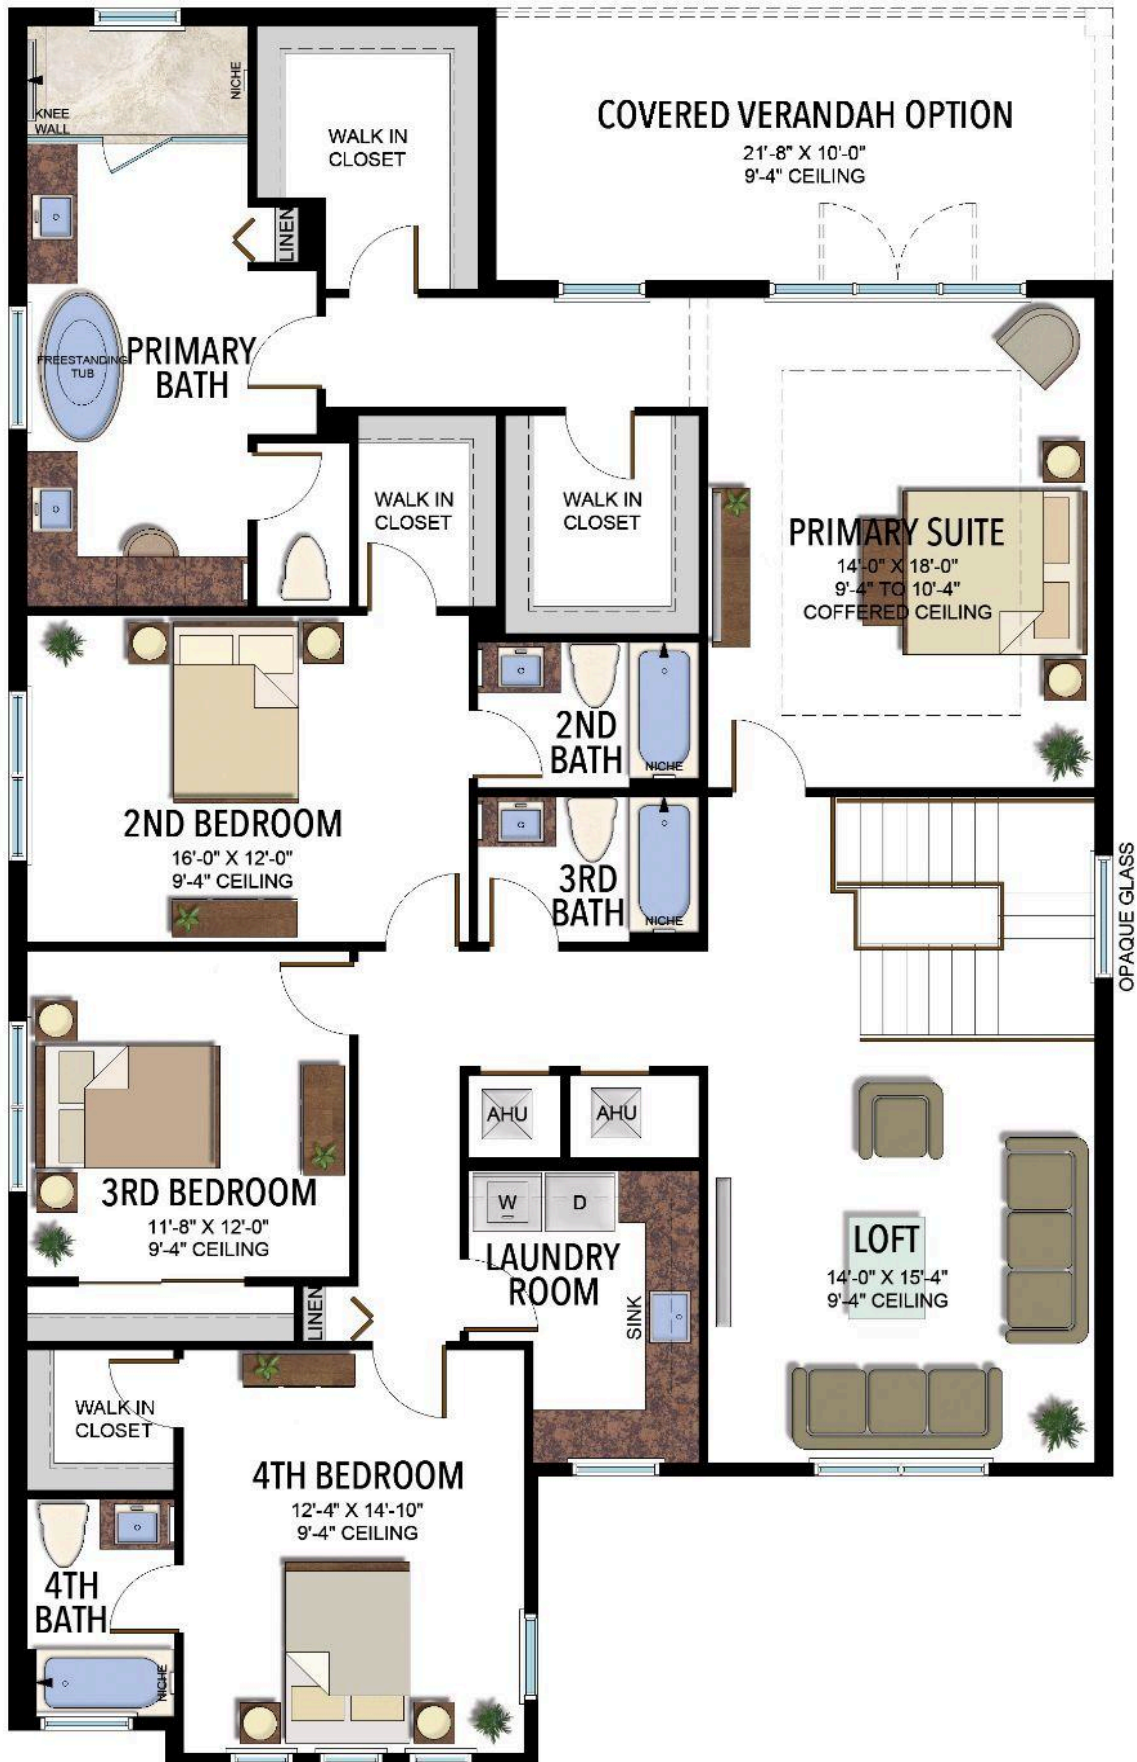 NICHE
KNEE
WALL
WALK IN
CLOSET
COVERED VERANDAH OPTION
21'-8" X 10'-0"
9'-4" CEILING
LINEN
FREESTANDING
TUB
PRIMARY
BATH
WALK IN
CLOSET
WALK IN
CLOSET
PRIMARY SUITE
14'-0" X 18'-0"
9'-4" TO 10'-4"
COFFERED CEILING
2ND
BATH
NICHE
2ND BEDROOM
16'-0" X 12'-0"
9'-4" CEILING
3RD
BATH
NICHE
OPAQUE GLASS
AHU
AHU
3RD BEDROOM
11'-8" X 12'-0"
9'-4" CEILING
W
D
LAUNDRY
ROOM
SINK
LOFT
14'-0" X 15'-4"
9'-4" CEILING
LINEN
WALK IN
CLOSET
4TH BEDROOM
12'-4" X 14'-10"
9'-4" CEILING
4TH
BATH
NICHE